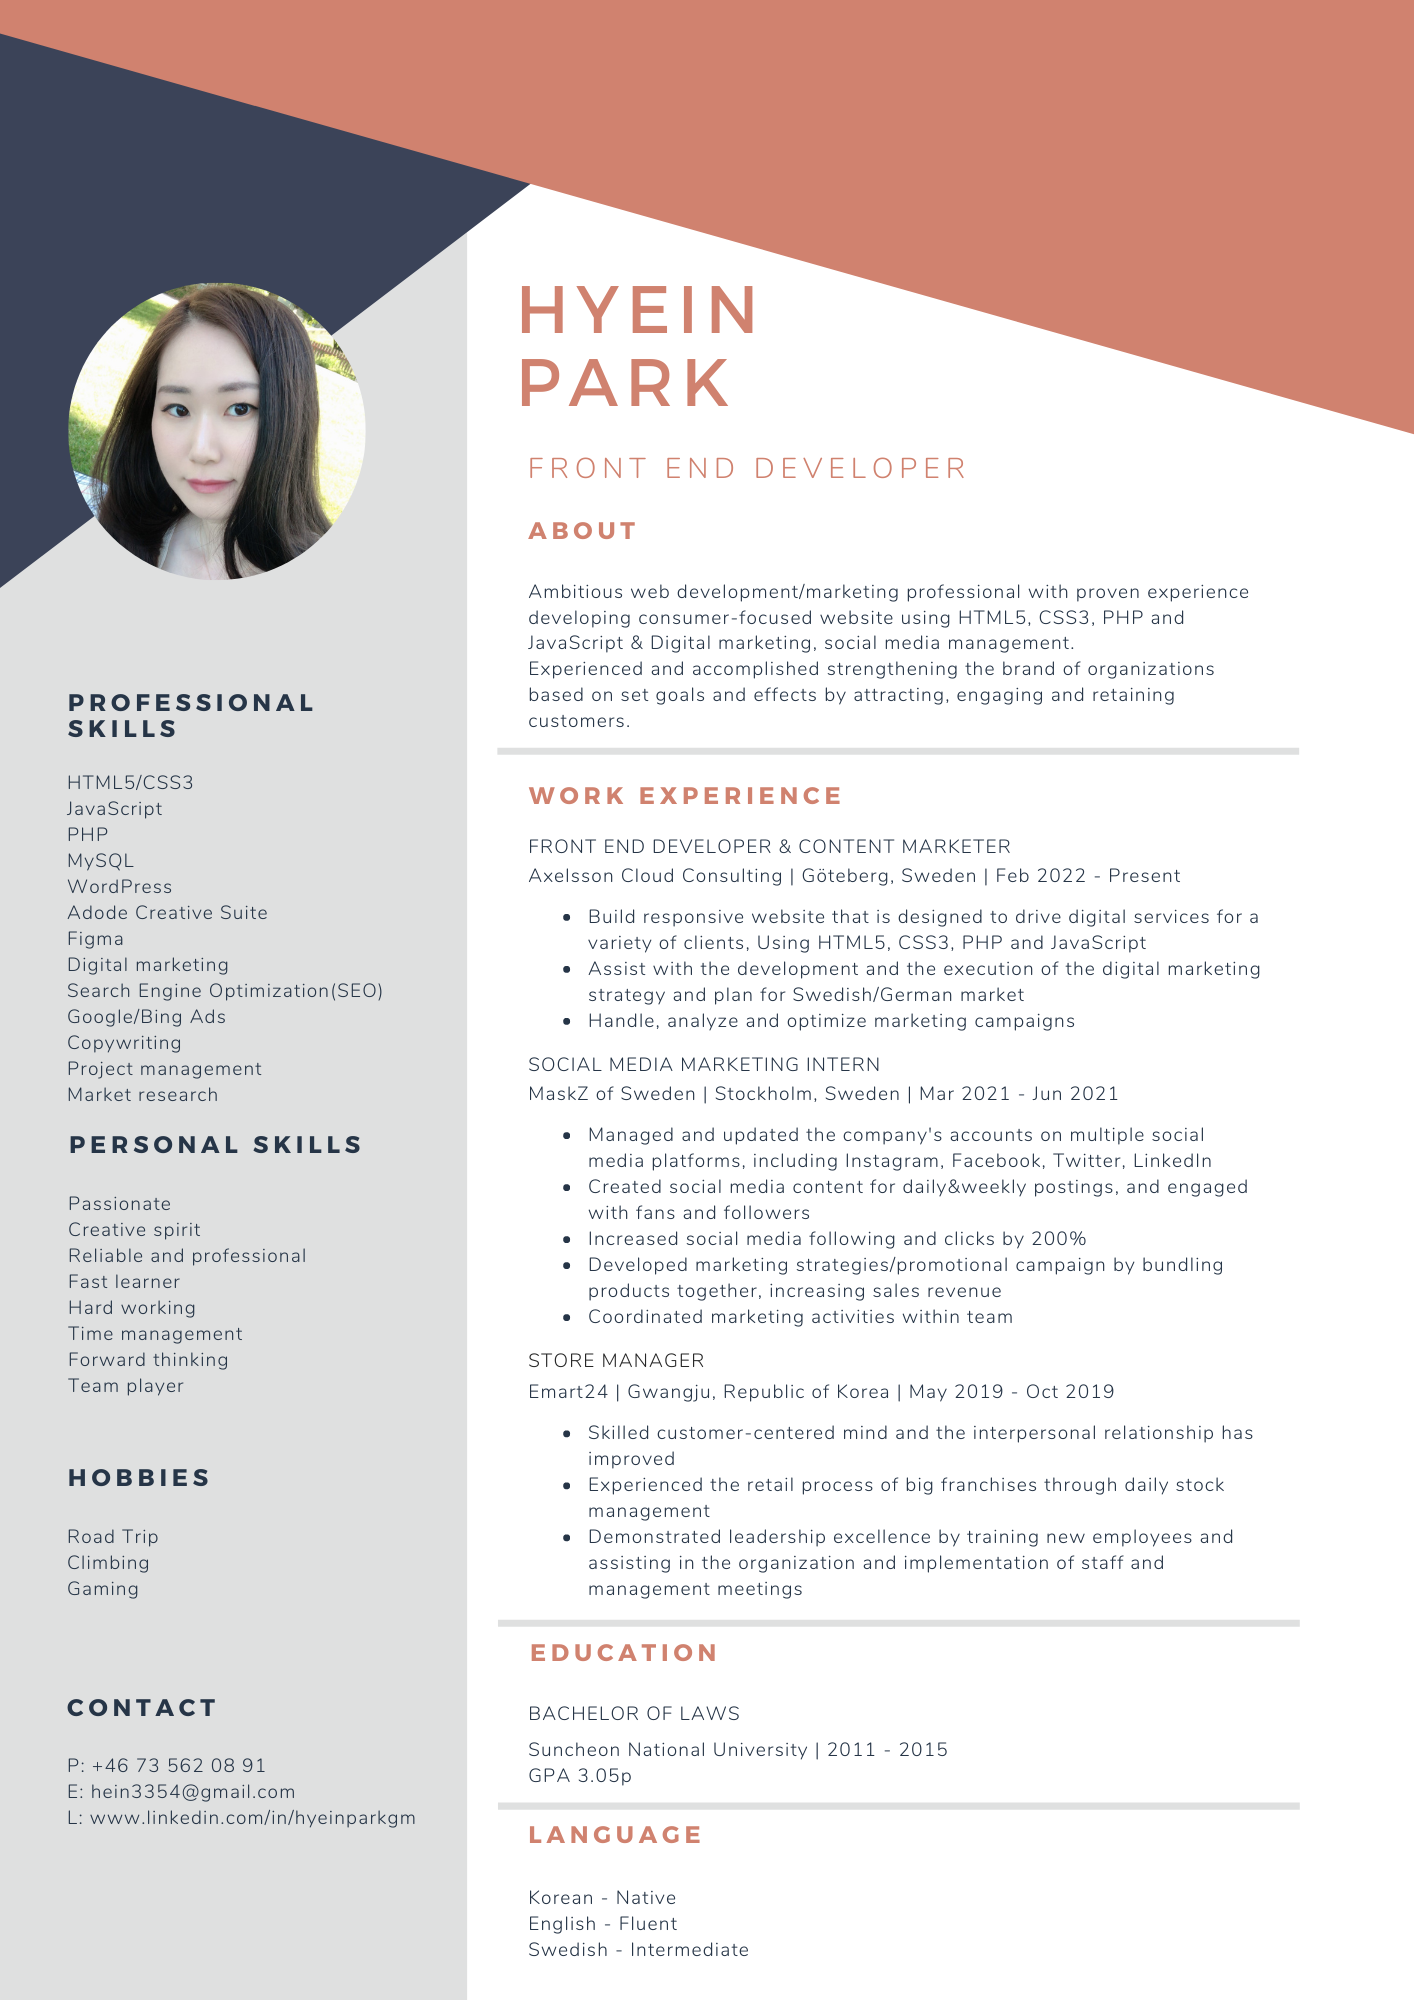 HYEIN
PARK
FRONT END DEVELOPER
ABOUT
Ambitious web development/marketing professional with proven experience
developing consumer-focused website using HTML5, CSS3, PHP and
JavaScript & Digital marketing, social media management.
Experienced and accomplished strengthening the brand of organizations
based on set goals and effects by attracting, engaging and retaining
customers.
WORK EXPERIENCE
FRONT END DEVELOPER & CONTENT MARKETER
Axelsson Cloud Consulting | Göteberg, Sweden | Feb 2022 - Present
• Build responsive website that is designed to drive digital services for a
variety of clients, Using HTML5, CSS3, PHP and JavaScript
• Assist with the development and the execution of the digital marketing
strategy and plan for Swedish/German market
• Handle, analyze and optimize marketing campaigns
SOCIAL MEDIA MARKETING INTERN
MaskZ of Sweden | Stockholm, Sweden | Mar 2021 - Jun 2021
• Managed and updated the company's accounts on multiple social
media platforms, including Instagram, Facebook, Twitter, LinkedIn
• Created social media content for daily&weekly postings, and engaged
with fans and followers
• Increased social media following and clicks by 200%
• Developed marketing strategies/promotional campaign by bundling
products together, increasing sales revenue
• Coordinated marketing activities within team
STORE MANAGER
Emart24 | Gwangju, Republic of Korea | May 2019 - Oct 2019
• Skilled customer-centered mind and the interpersonal relationship has
improved
• Experienced the retail process of big franchises through daily stock
management
• Demonstrated leadership excellence by training new employees and
assisting in the organization and implementation of staff and
management meetings
EDUCATION
BACHELOR OF LAWS
Suncheon National University | 2011 - 2015
GPA 3.05p
LANGUAGE
Korean - Native
English - Fluent
Swedish - Intermediate
PROFESSIONAL
SKILLS
HTML5/CSS3
JavaScript
PHP
MySQL
WordPress
Adode Creative Suite
Figma
Digital marketing
Search Engine Optimization(SEO)
Google/Bing Ads
Copywriting
Project management
Market research
PERSONAL SKILLS
Passionate
Creative spirit
Reliable and professional
Fast learner
Hard working
Time management
Forward thinking
Team player
HOBBIES
Road Trip
Climbing
Gaming
CONTACT
P: +46 73 562 08 91
E: hein3354@gmail.com
L: www.linkedin.com/in/hyeinparkgm